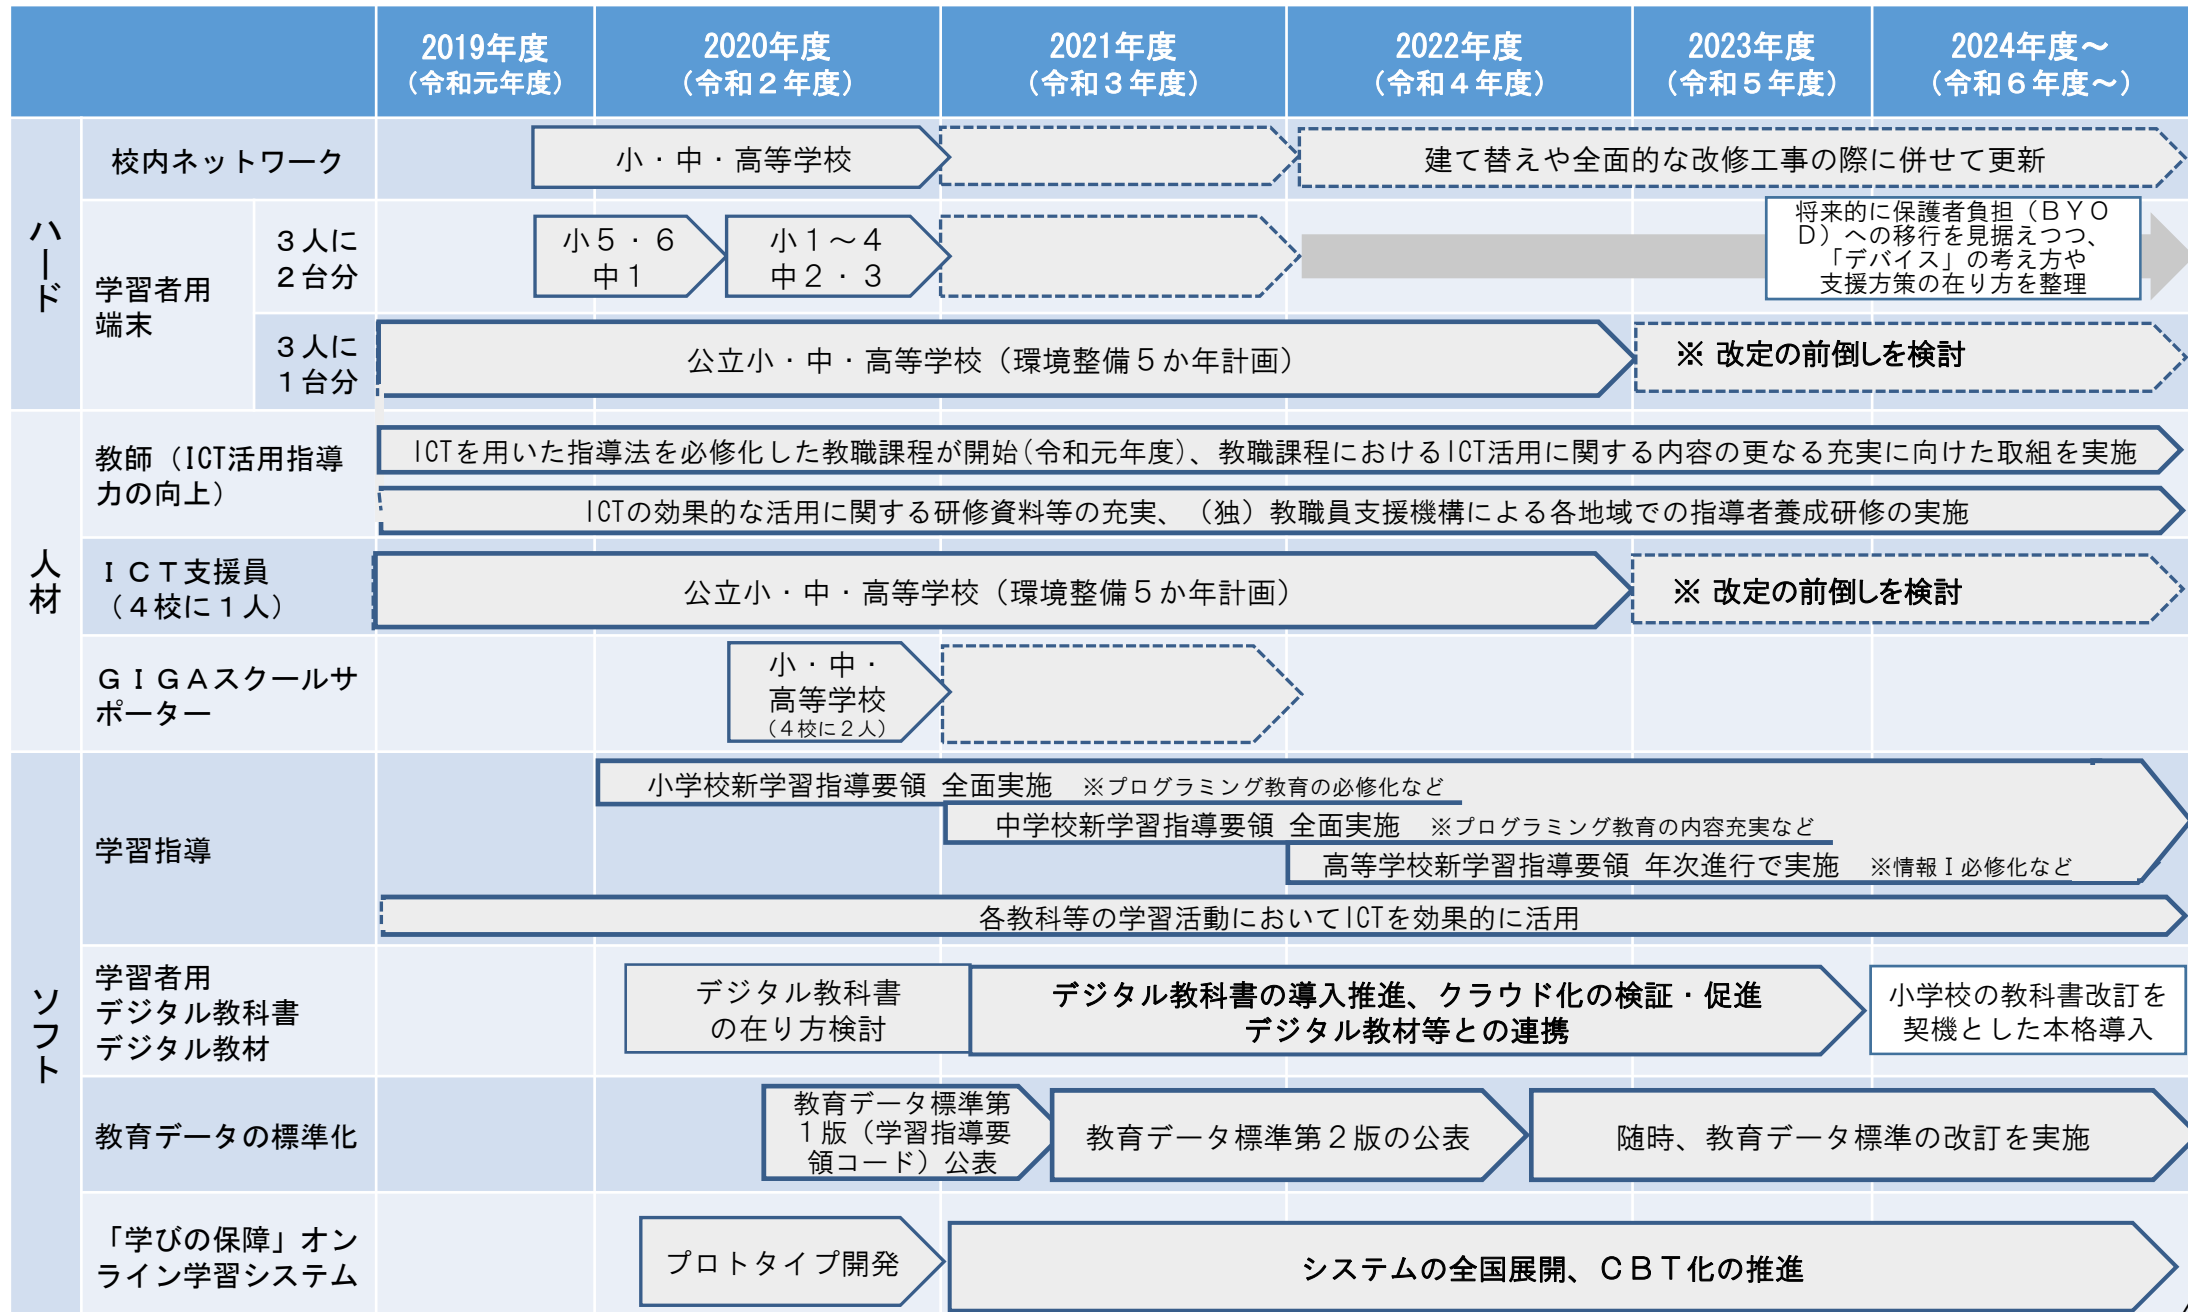 2019年度
（令和元年度）
2020年度
（令和２年度）
2021年度
（令和３年度）
2022年度
（令和４年度）
2023年度
（令和５年度）
2024年度～
（令和６年度～）
ハード
校内ネットワーク
小・中・高等学校
建て替えや全面的な改修工事の際に併せて更新
学習者用
端末
３人に
２台分
小５・６
中１
小１～４
中２・３
将来的に保護者負担（ＢＹＯ
Ｄ）への移行を見据えつつ、
「デバイス」の考え方や
支援方策の在り方を整理
３人に
１台分
公立小・中・高等学校（環境整備５か年計画）
※ 改定の前倒しを検討
人材
教師（ICT活用指導
力の向上）
ICTを用いた指導法を必修化した教職課程が開始(令和元年度)、教職課程におけるICT活用に関する内容の更なる充実に向けた取組を実施
ICTの効果的な活用に関する研修資料等の充実、（独）教職員支援機構による各地域での指導者養成研修の実施
ＩＣＴ支援員
（４校に１人）
公立小・中・高等学校（環境整備５か年計画）
※ 改定の前倒しを検討
ＧＩＧＡスクールサ
ポーター
小・中・
高等学校
（４校に２人）
ソフト
学習指導
小学校新学習指導要領 全面実施　※プログラミング教育の必修化など
中学校新学習指導要領 全面実施　※プログラミング教育の内容充実など
高等学校新学習指導要領 年次進行で実施　※情報Ⅰ必修化など
各教科等の学習活動においてICTを効果的に活用
学習者用
デジタル教科書
デジタル教材
デジタル教科書
の在り方検討
デジタル教科書の導入推進、クラウド化の検証・促進
デジタル教材等との連携
小学校の教科書改訂を
契機とした本格導入
教育データの標準化
教育データ標準第
１版（学習指導要
領コード）公表
教育データ標準第２版の公表
随時、教育データ標準の改訂を実施
「学びの保障」オン
ライン学習システム
プロトタイプ開発
システムの全国展開、ＣＢＴ化の推進